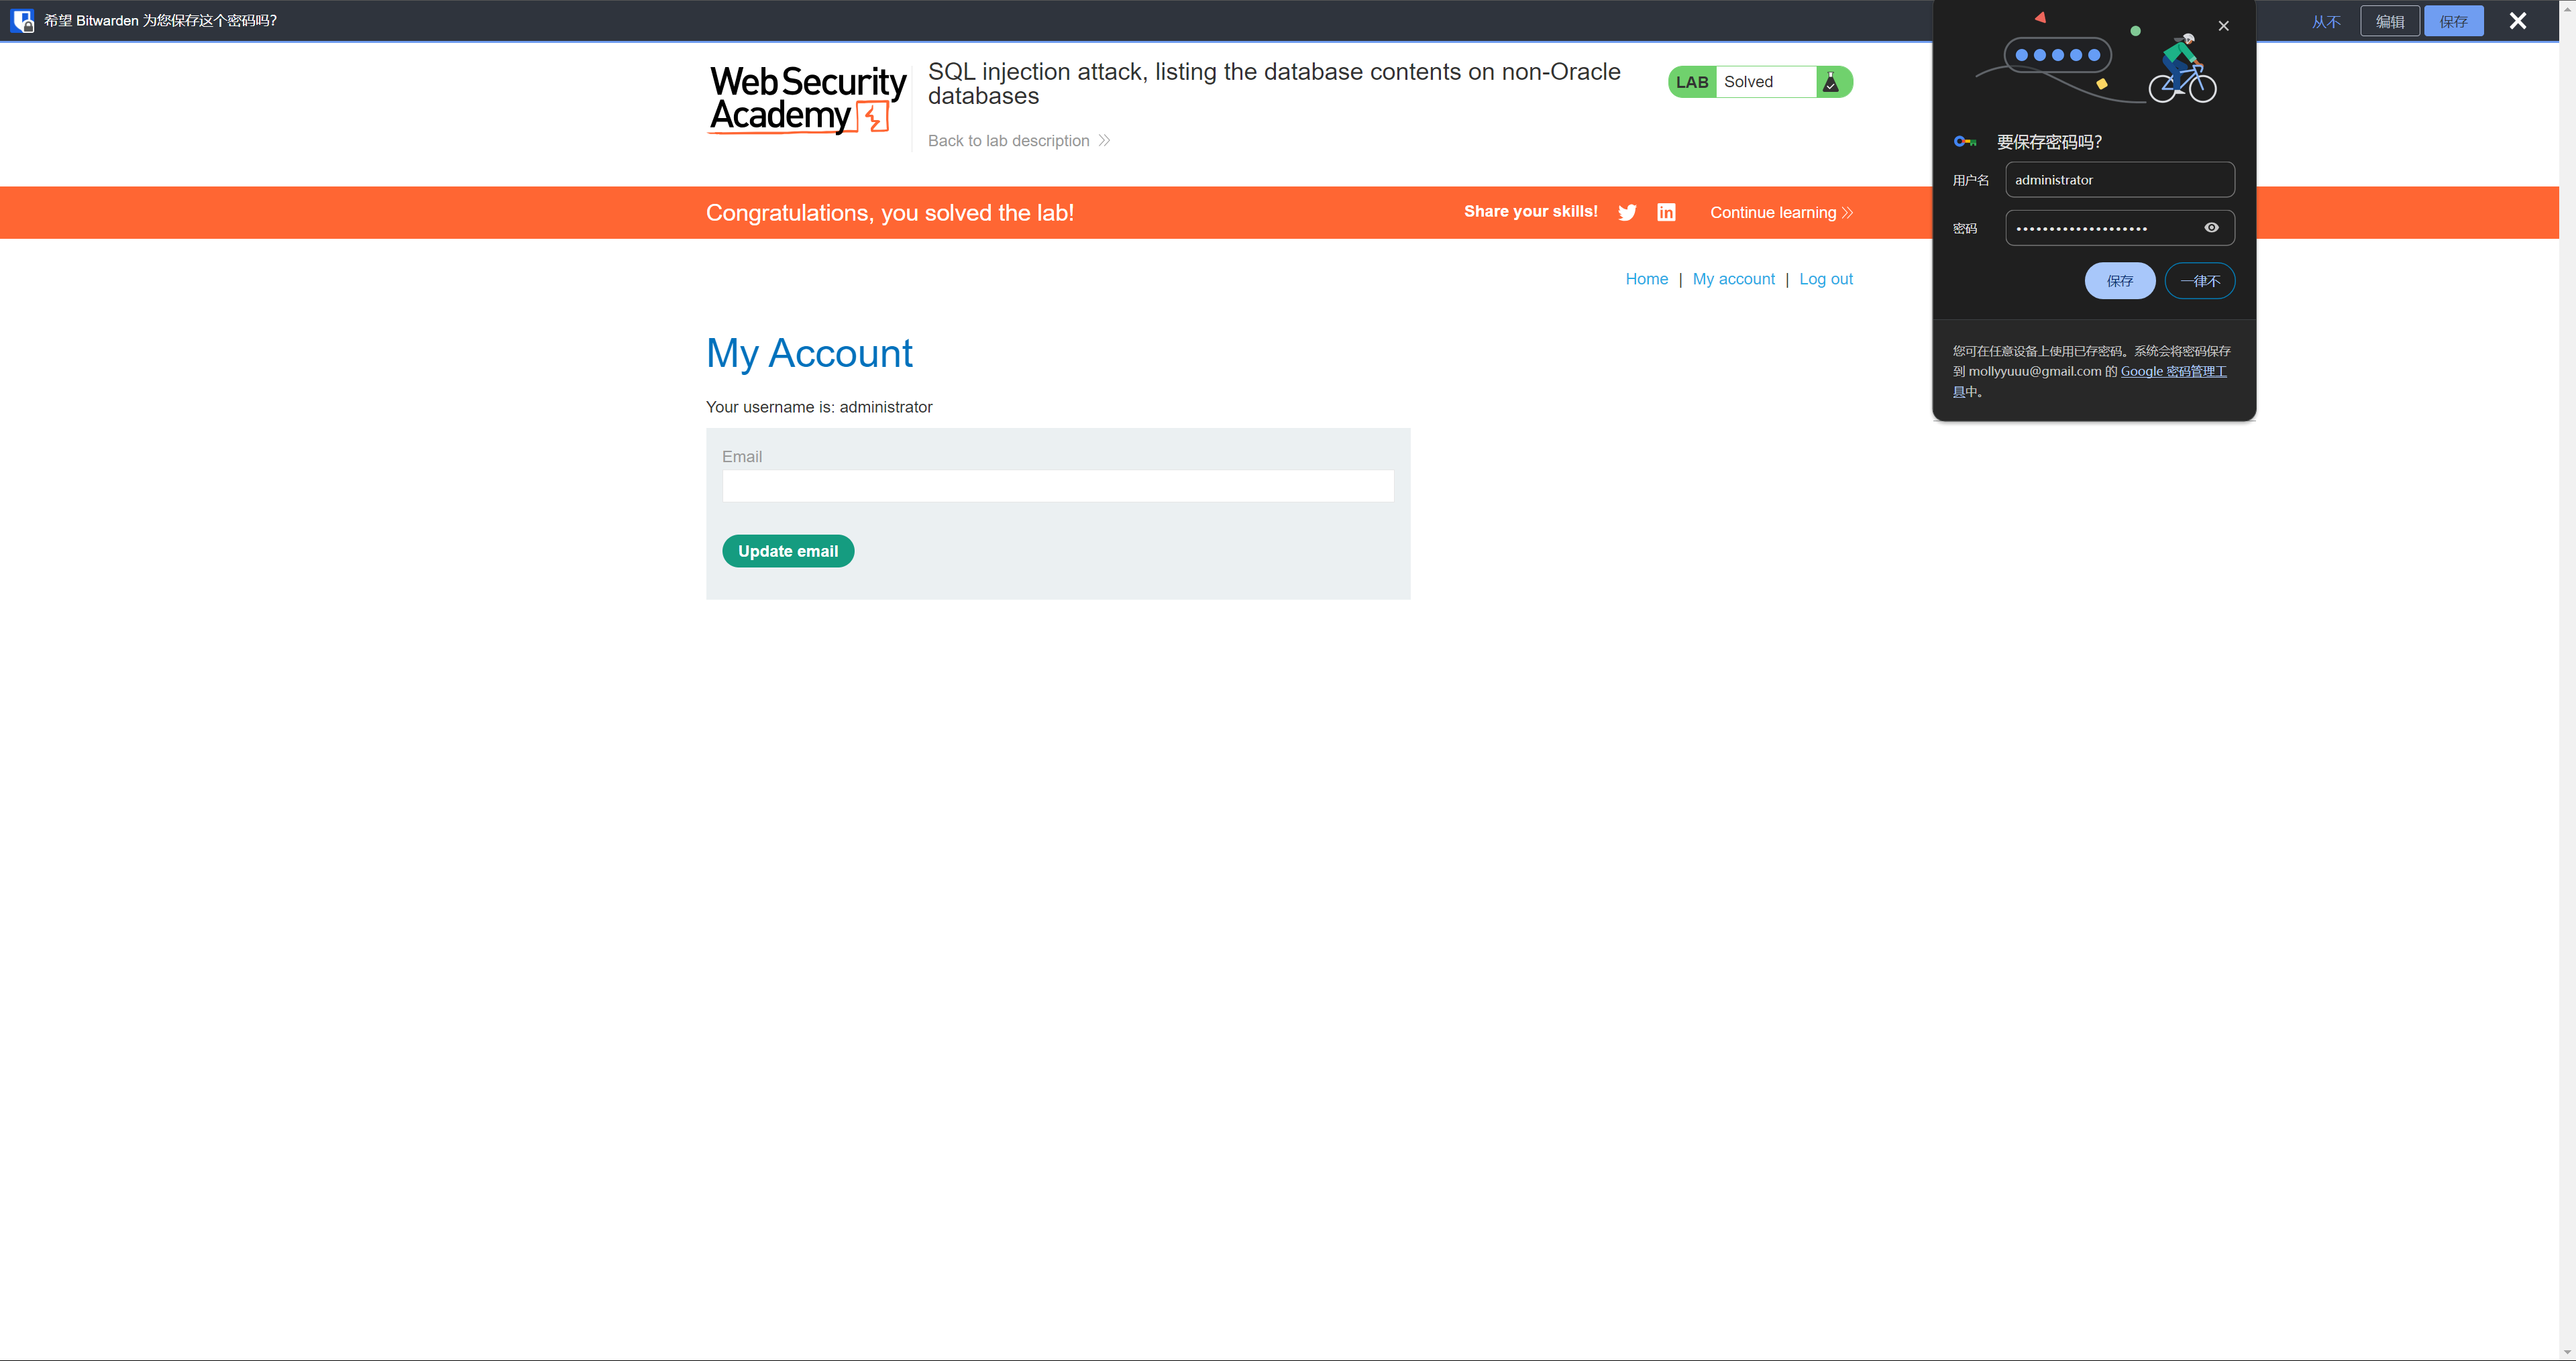 希望 Bitwarden 为您保存这个密码吗?
从不
编辑
保存
Web Security
Academy
SQL injection attack, listing the database contents on non-Oracle
databases
Back to lab description
LAB
Solved
Congratulations, you solved the lab!
Share your skills!
in
Continue learning
Home | My account | Log out
My Account
Your username is: administrator
Email
Update email
要保存密码吗?
用户名
administrator
密码
••••••••••••••••••••
保存
一律不
您可在任意设备上使用已存密码。系统会将密码保存
到 mollyyuuu@gmail.com 的 Google 密码管理工
具中。